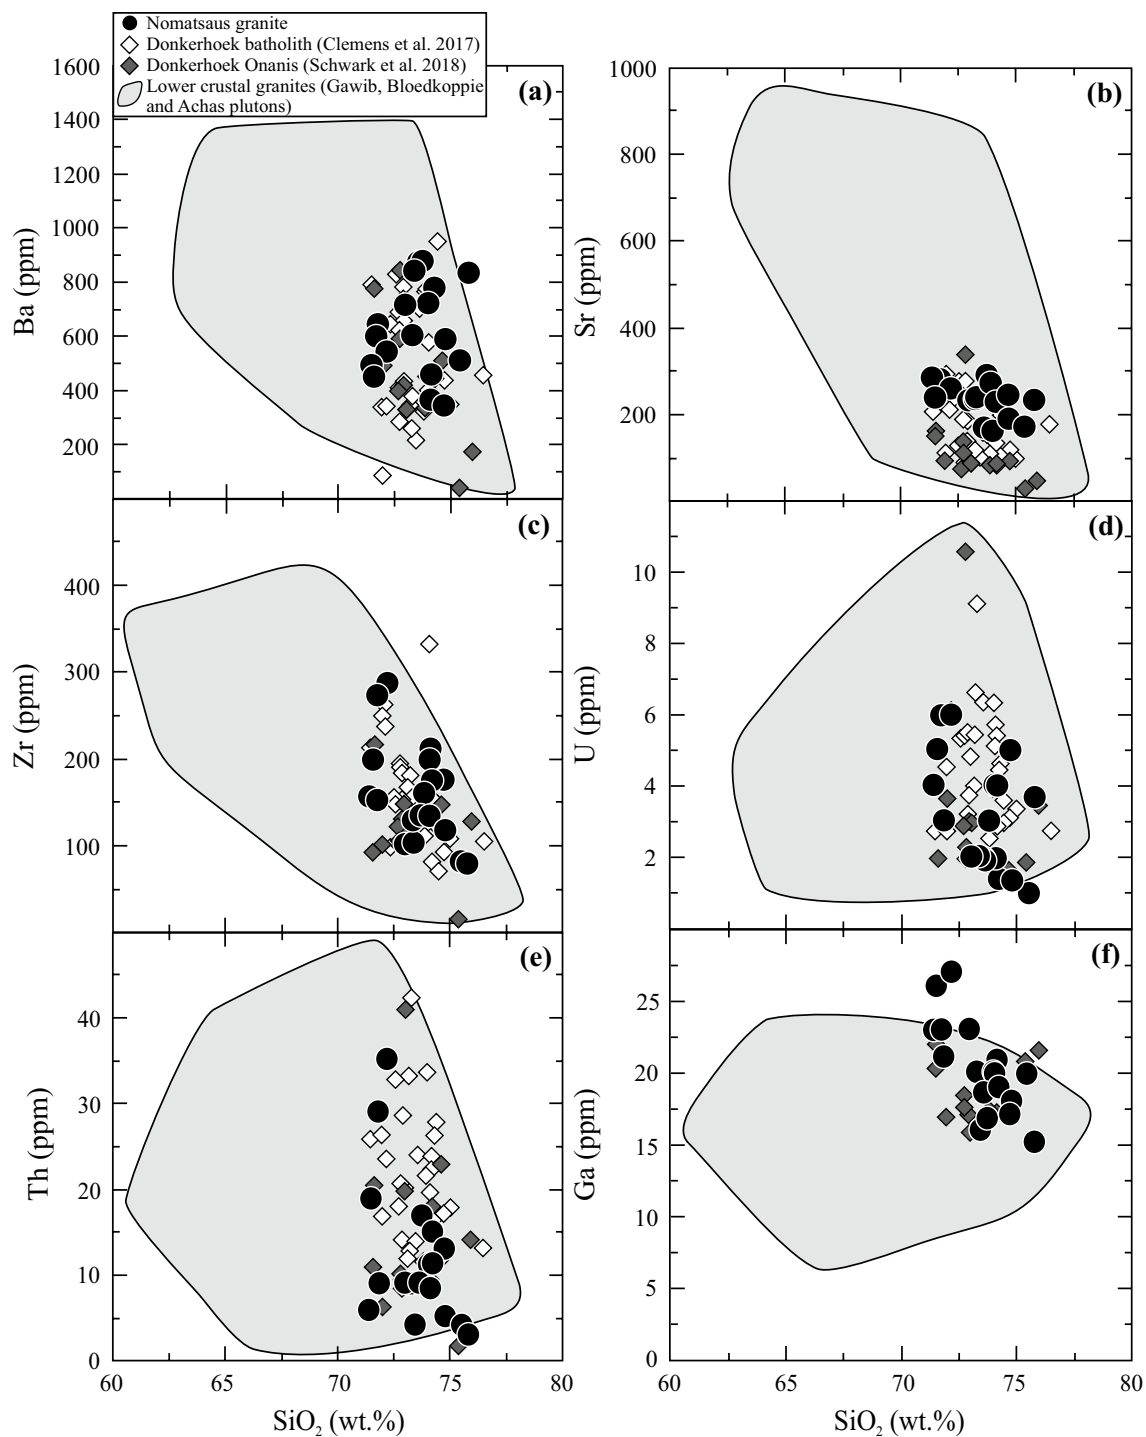 Nomatsaus granite
Donkerhoek batholith (Clemens et al. 2017)
Donkerhoek Onanis (Schwark et al. 2018)
Lower crustal granites (Gawib, Bloedkoppie
and Achas plutons)
(a)
1600
1400
1200
1000
800
600
400
200
Ba (ppm)
(b)
1000
800
600
400
200
Sr (ppm)
(c)
400
300
200
100
Zr (ppm)
(d)
10
8
6
4
2
U (ppm)
(e)
40
30
20
10
0
Th (ppm)
60
65
70
75
80
SiO2 (wt.%)
(f)
25
20
15
10
5
0
Ga (ppm)
60
65
70
75
80
SiO2 (wt.%)